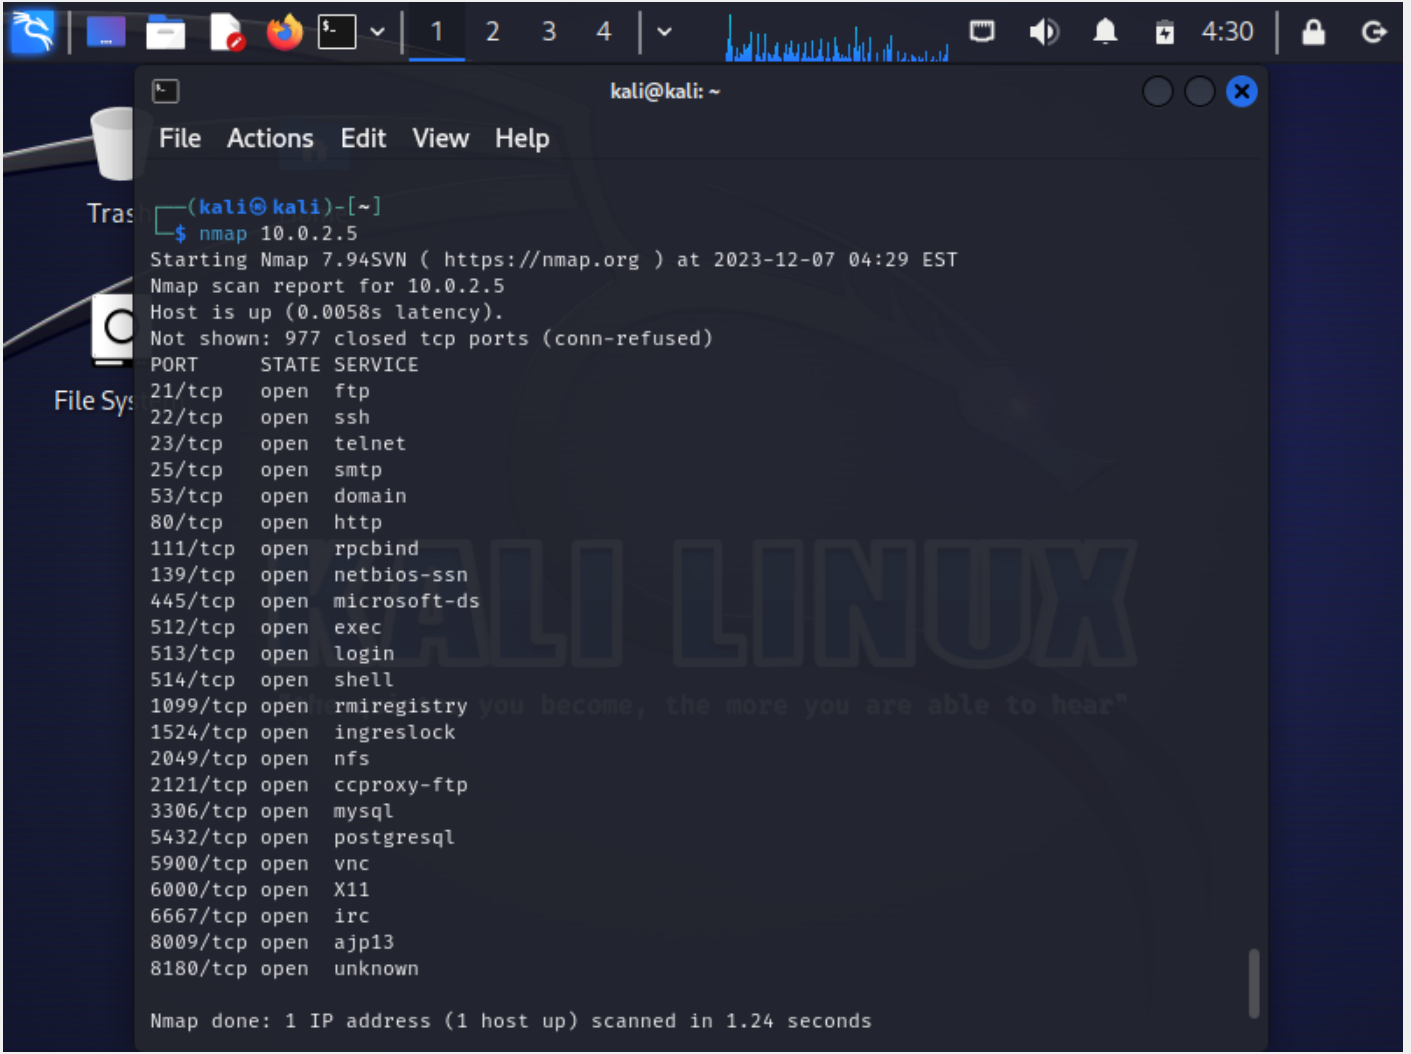 1 2 3 4 4:30
kali@kali: ~
File Actions Edit View Help
Tras
File Sys
┌──(kali㉿kali)-[~]
└─$ nmap 10.0.2.5
Starting Nmap 7.94SVN ( https://nmap.org ) at 2023-12-07 04:29 EST
Nmap scan report for 10.0.2.5
Host is up (0.0058s latency).
Not shown: 977 closed tcp ports (conn-refused)
PORT     STATE SERVICE
21/tcp   open  ftp
22/tcp   open  ssh
23/tcp   open  telnet
25/tcp   open  smtp
53/tcp   open  domain
80/tcp   open  http
111/tcp  open  rpcbind
139/tcp  open  netbios-ssn
445/tcp  open  microsoft-ds
512/tcp  open  exec
513/tcp  open  login
514/tcp  open  shell
1099/tcp open  rmiregistry
1524/tcp open  ingreslock
2049/tcp open  nfs
2121/tcp open  ccproxy-ftp
3306/tcp open  mysql
5432/tcp open  postgresql
5900/tcp open  vnc
6000/tcp open  X11
6667/tcp open  irc
8009/tcp open  ajp13
8180/tcp open  unknown
Nmap done: 1 IP address (1 host up) scanned in 1.24 seconds
KALI LINUX
you become, the more you are able to hear"